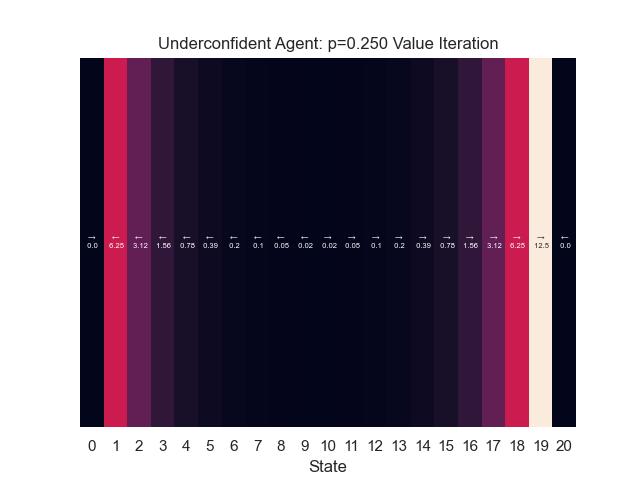 Underconfident Agent: p=0.250 Value Iteration
→ ← ← ← ← ← ← ← ← ← → → → → → → → → → → ←
0.0 6.25 3.12 1.56 0.78 0.39 0.2 0.1 0.05 0.02 0.02 0.05 0.1 0.2 0.39 0.78 1.56 3.12 6.25 12.5 0.0
0 1 2 3 4 5 6 7 8 9 10 11 12 13 14 15 16 17 18 19 20
State